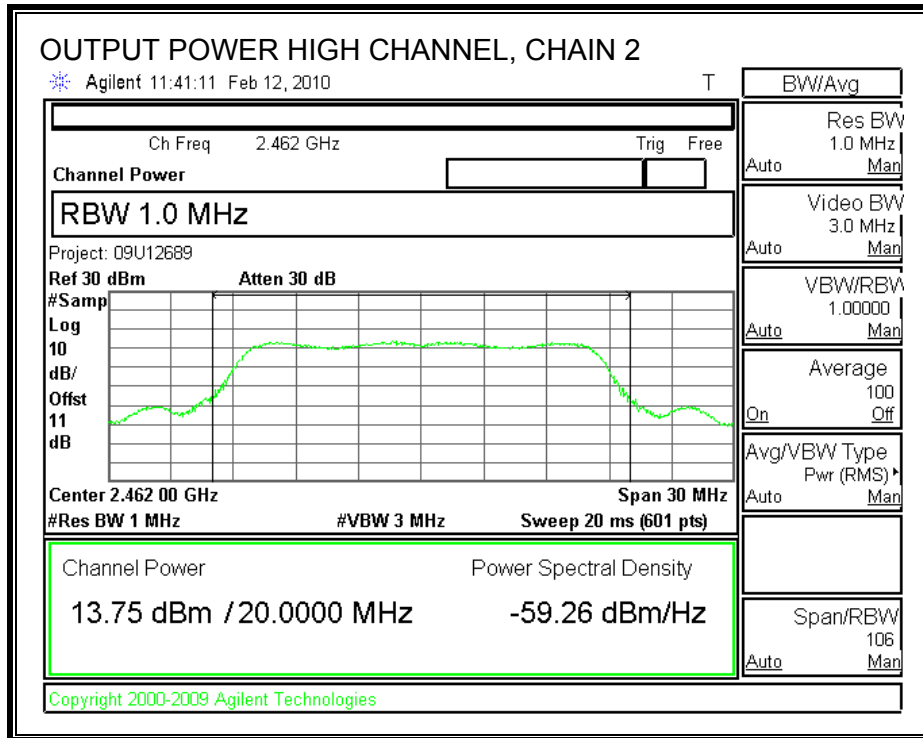 OUTPUT POWER HIGH CHANNEL, CHAIN 2
Agilent 11:41:11 Feb 12, 2010 T
BW/Avg
Ch Freq 2.462 GHz Trig Free
Channel Power
RBW 1.0 MHz
Project: 09U12689
Ref 30 dBm Atten 30 dB
#Samp
Log
10
dB/
Offst
11
dB
Center 2.462 00 GHz Span 30 MHz
#Res BW 1 MHz #VBW 3 MHz Sweep 20 ms (601 pts)
Channel Power Power Spectral Density
13.75 dBm / 20.0000 MHz -59.26 dBm/Hz
Copyright 2000-2009 Agilent Technologies
Res BW
1.0 MHz
Auto Man
Video BW
3.0 MHz
Auto Man
VBW/RBW
1.00000
Auto Man
Average
100
On Off
Avg/VBW Type
Pwr (RMS)
Auto Man
Span/RBW
106
Auto Man